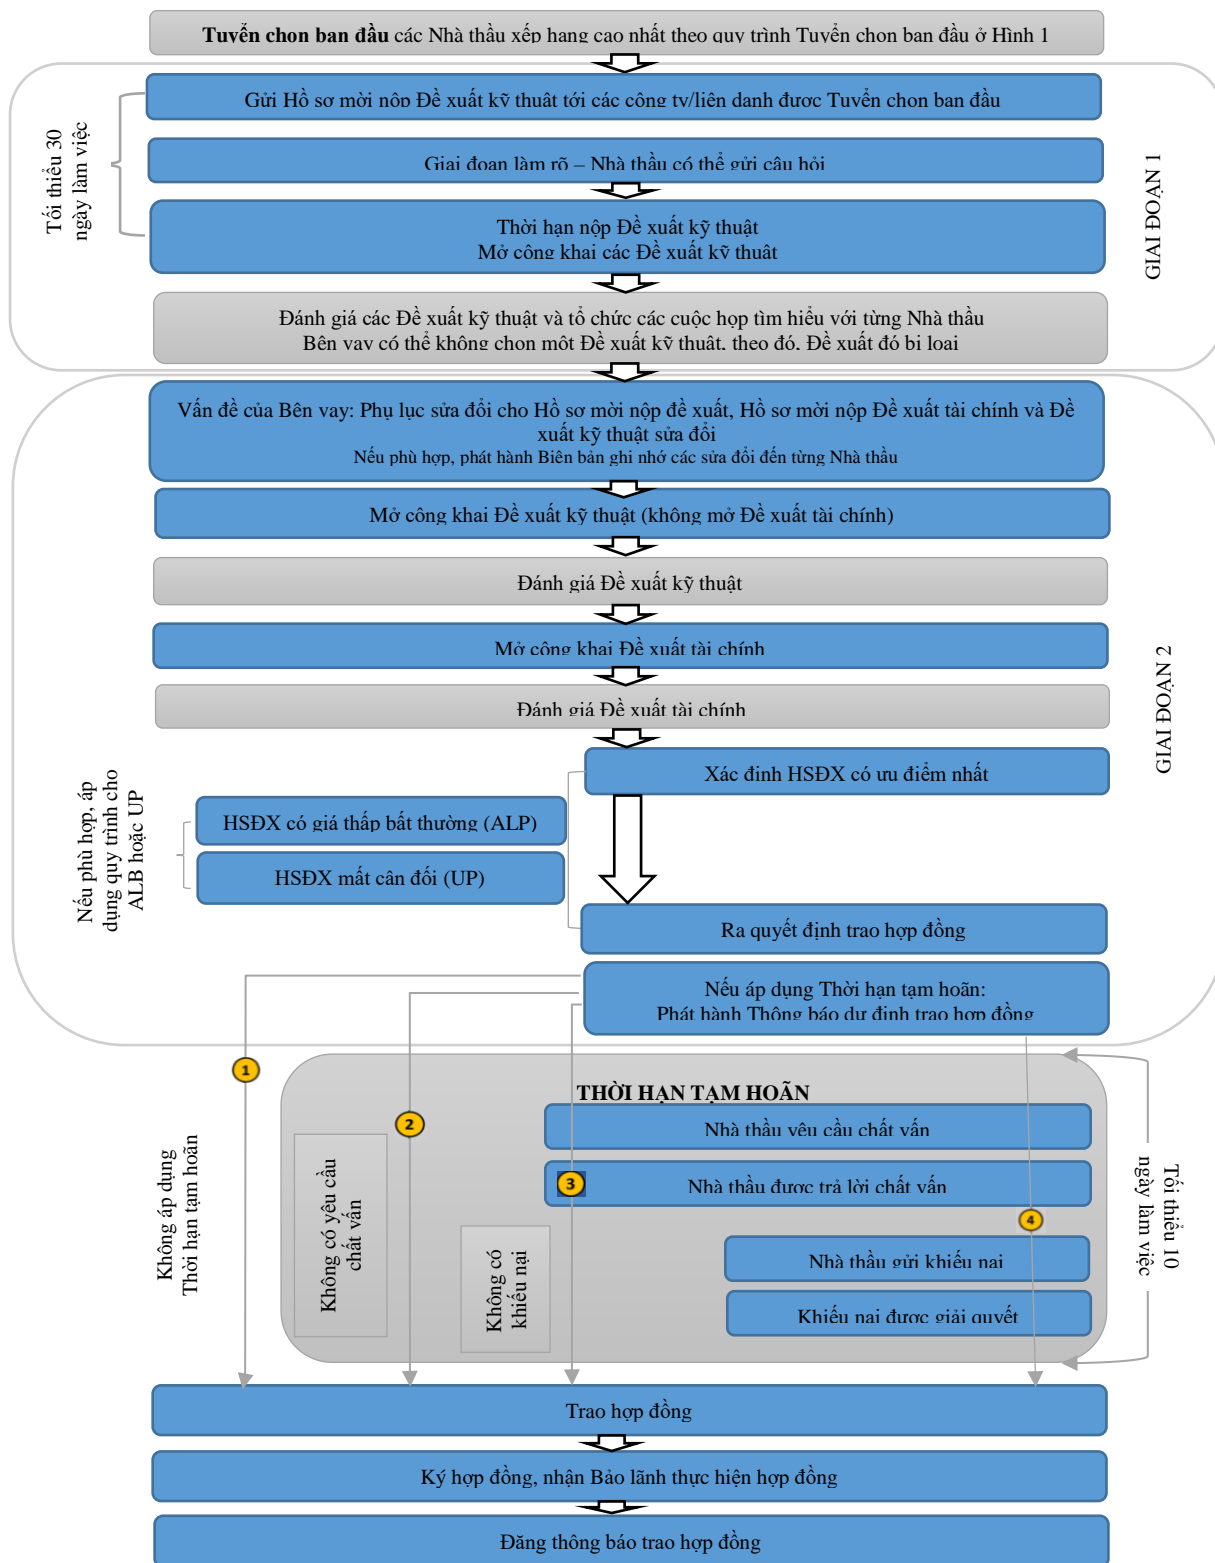 Tuyển chọn ban đầu các Nhà thầu xếp hạng cao nhất theo quy trình Tuyển chọn ban đầu ở Hình 1
Gửi Hồ sơ mời nộp Đề xuất kỹ thuật tới các công ty/liên danh được Tuyển chọn ban đầu
Tối thiểu 30
ngày làm việc
Giai đoạn làm rõ – Nhà thầu có thể gửi câu hỏi
Thời hạn nộp Đề xuất kỹ thuật
Mở công khai các Đề xuất kỹ thuật
GIAI ĐOẠN 1
Đánh giá các Đề xuất kỹ thuật và tổ chức các cuộc họp tìm hiểu với từng Nhà thầu
Bên vay có thể không chọn một Đề xuất kỹ thuật, theo đó, Đề xuất đó bị loại
Vấn đề của Bên vay: Phụ lục sửa đổi cho Hồ sơ mời nộp đề xuất, Hồ sơ mời nộp Đề xuất tài chính và Đề
xuất kỹ thuật sửa đổi
Nếu phù hợp, phát hành Biên bản ghi nhớ các sửa đổi đến từng Nhà thầu
Mở công khai Đề xuất kỹ thuật (không mở Đề xuất tài chính)
Đánh giá Đề xuất kỹ thuật
Mở công khai Đề xuất tài chính
Đánh giá Đề xuất tài chính
GIAI ĐOẠN 2
Xác định HSĐX có ưu điểm nhất
Nếu phù hợp, áp
dụng quy trình cho
ALB hoặc UP
HSĐX có giá thấp bất thường (ALP)
HSĐX mất cân đối (UP)
Ra quyết định trao hợp đồng
Nếu áp dụng Thời hạn tạm hoãn:
Phát hành Thông báo dự định trao hợp đồng
1
THỜI HẠN TẠM HOÃN
2
Nhà thầu yêu cầu chất vấn
3
Nhà thầu được trả lời chất vấn
4
Không áp dụng
Thời hạn tạm hoãn
Không có yêu cầu
chất vấn
Không có
khiếu nại
Nhà thầu gửi khiếu nại
Khiếu nại được giải quyết
Tối thiểu 10
ngày làm việc
Trao hợp đồng
Ký hợp đồng, nhận Bảo lãnh thực hiện hợp đồng
Đăng thông báo trao hợp đồng